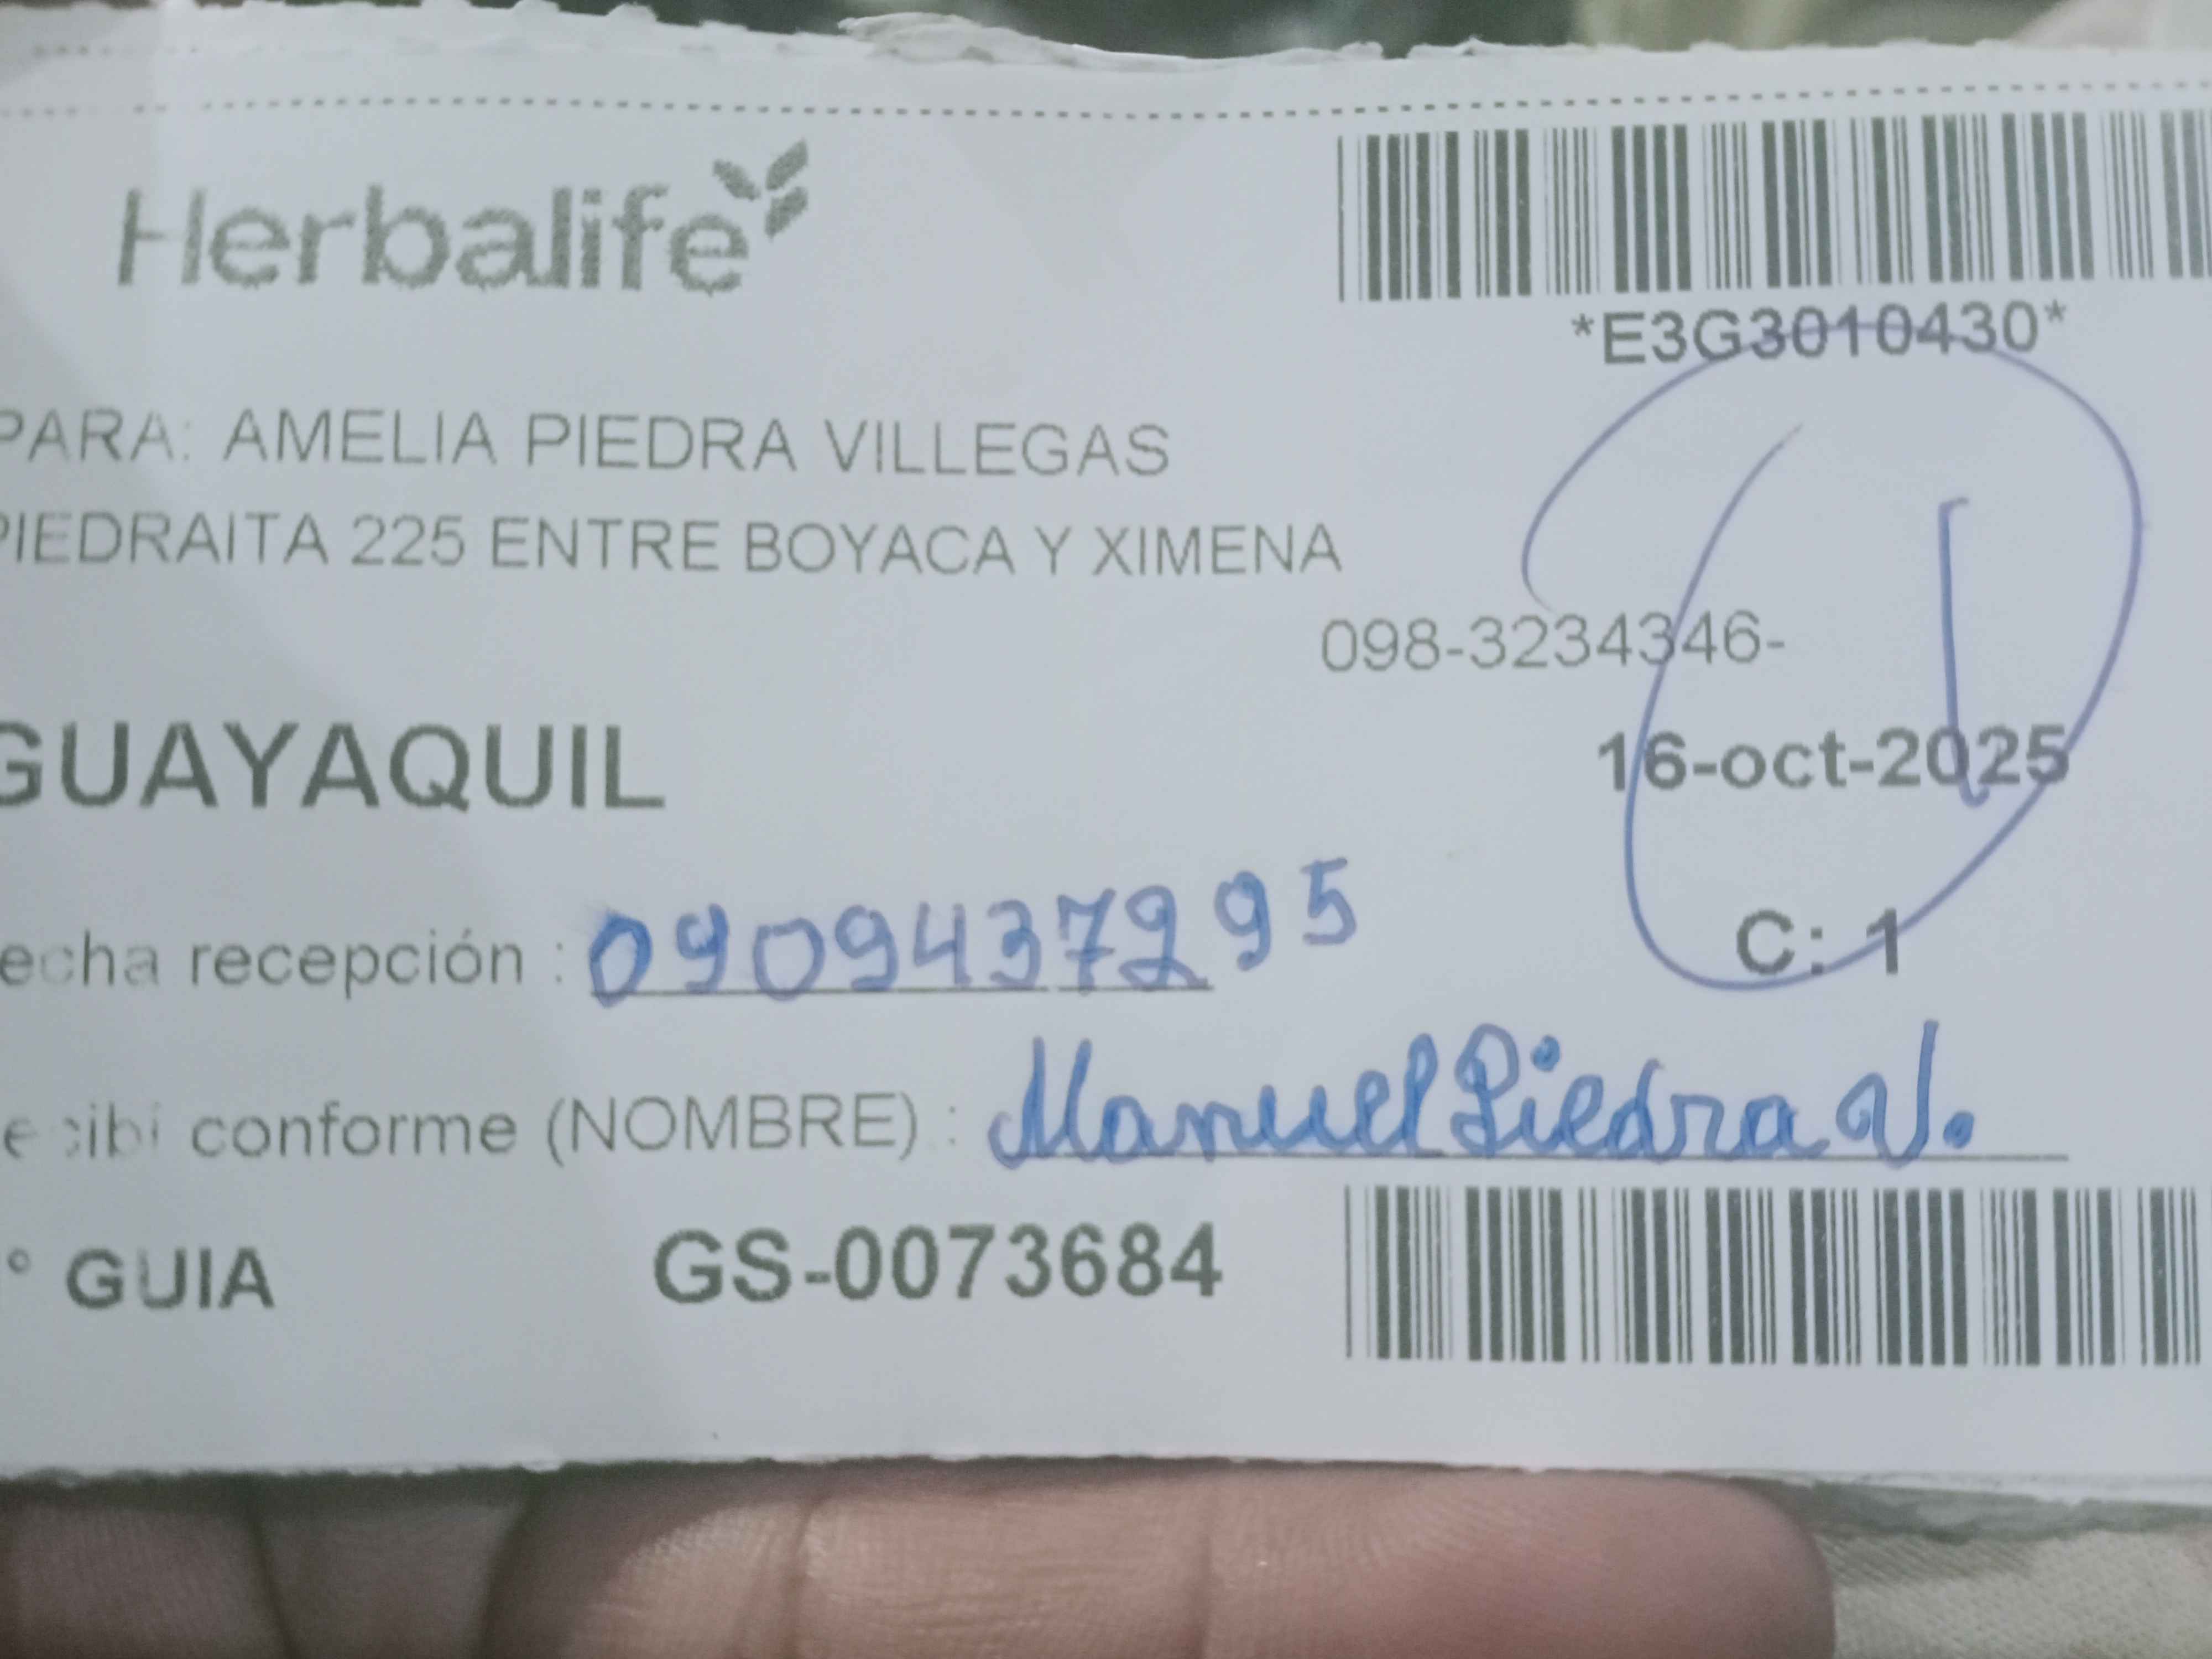 Herbalife
*E3G3010430*
PARA: AMELIA PIEDRA VILLEGAS
PIEDRAITA 225 ENTRE BOYACA Y XIMENA
098-3234346-
GUAYAQUIL
16-oct-2025
echa recepción : 0909437295
C: 1
ecibí conforme (NOMBRE) : Manuel Piedra V.
° GUIA GS-0073684